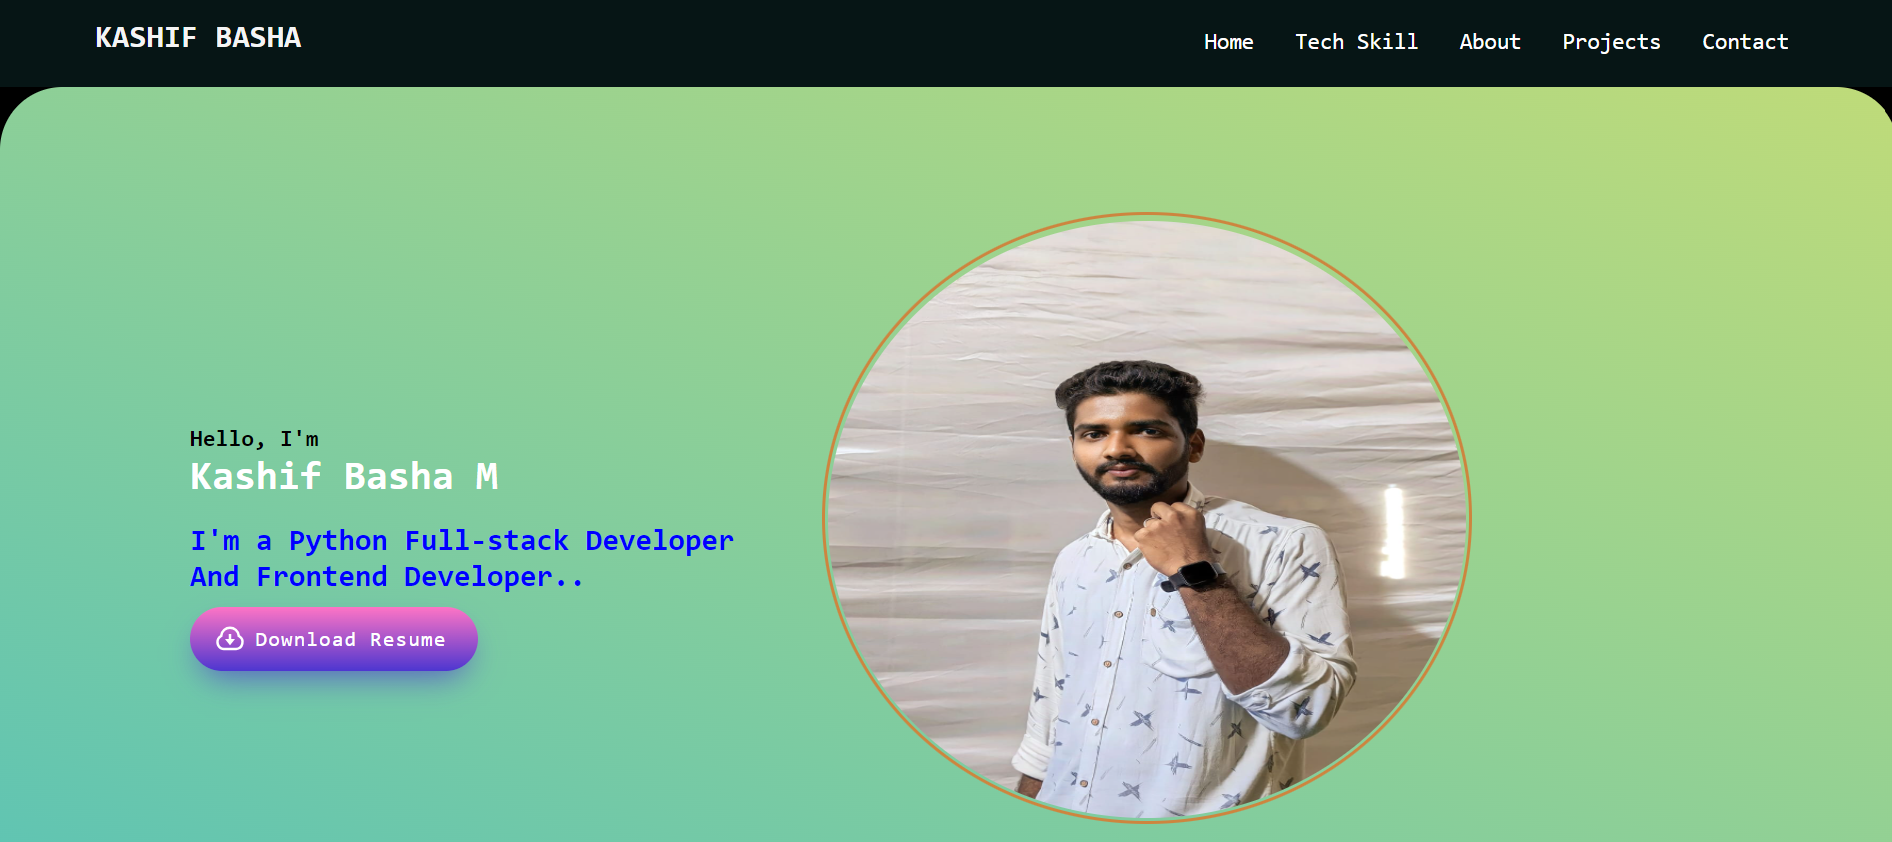 KASHIF BASHA
Home Tech Skill About Projects Contact
Hello, I'm
Kashif Basha M
I'm a Python Full-stack Developer
And Frontend Developer..
Download Resume